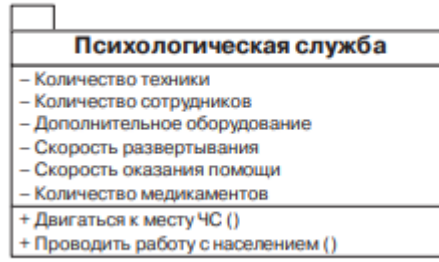 Психологическая служба
– Количество техники
– Количество сотрудников
– Дополнительное оборудование
– Скорость развертывания
– Скорость оказания помощи
– Количество медикаментов
+ Двигаться к месту ЧС ()
+ Проводить работу с населением ()